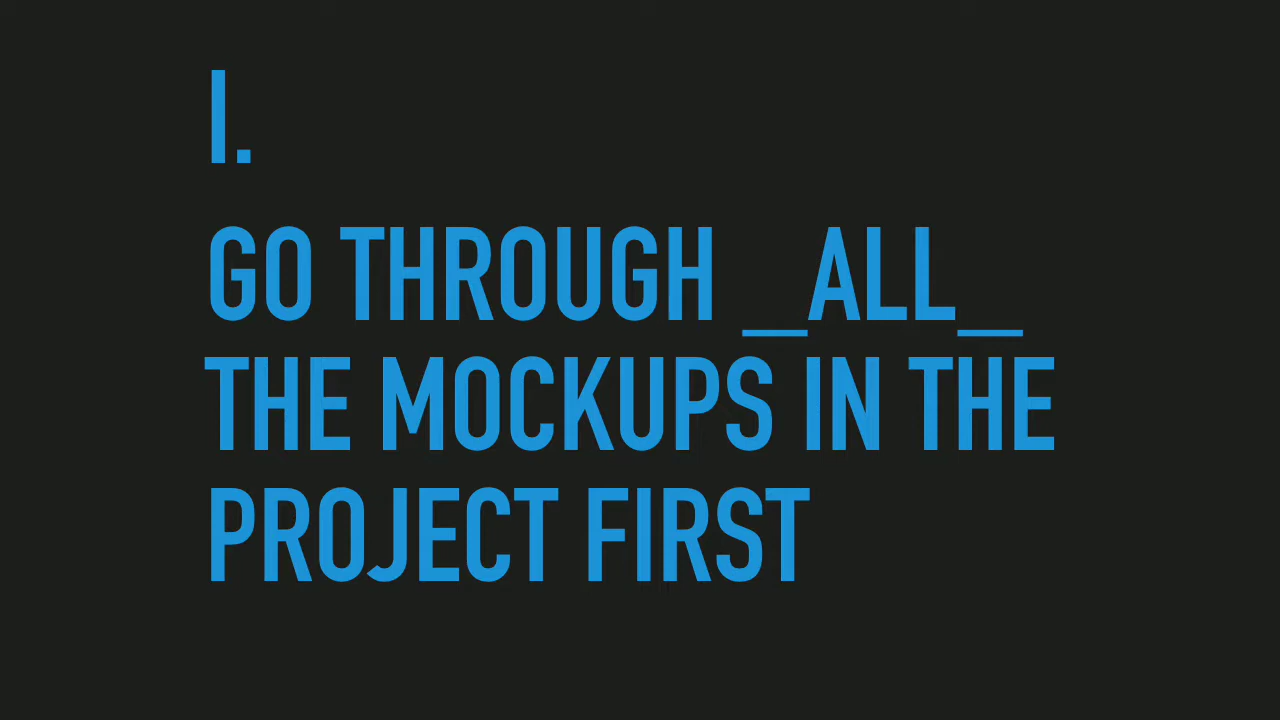 I.
GO THROUGH _ALL_
THE MOCKUPS IN THE
PROJECT FIRST